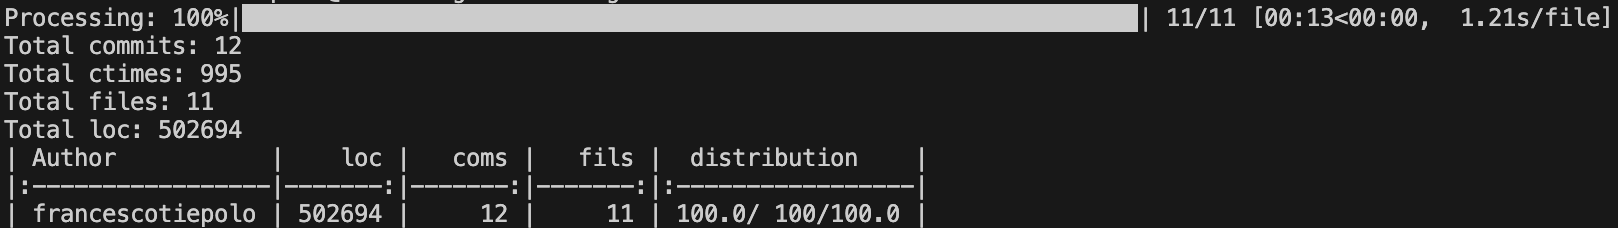 Processing: 100%| | 11/11 [00:13<00:00,  1.21s/file]
Total commits: 12
Total ctimes: 995
Total files: 11
Total loc: 502694
| Author           |    loc |   coms |   fils |  distribution    |
|:-----------------|-------:|-------:|-------:|:-----------------|
| francescotiepolo | 502694 |     12 |     11 | 100.0/ 100/100.0 |